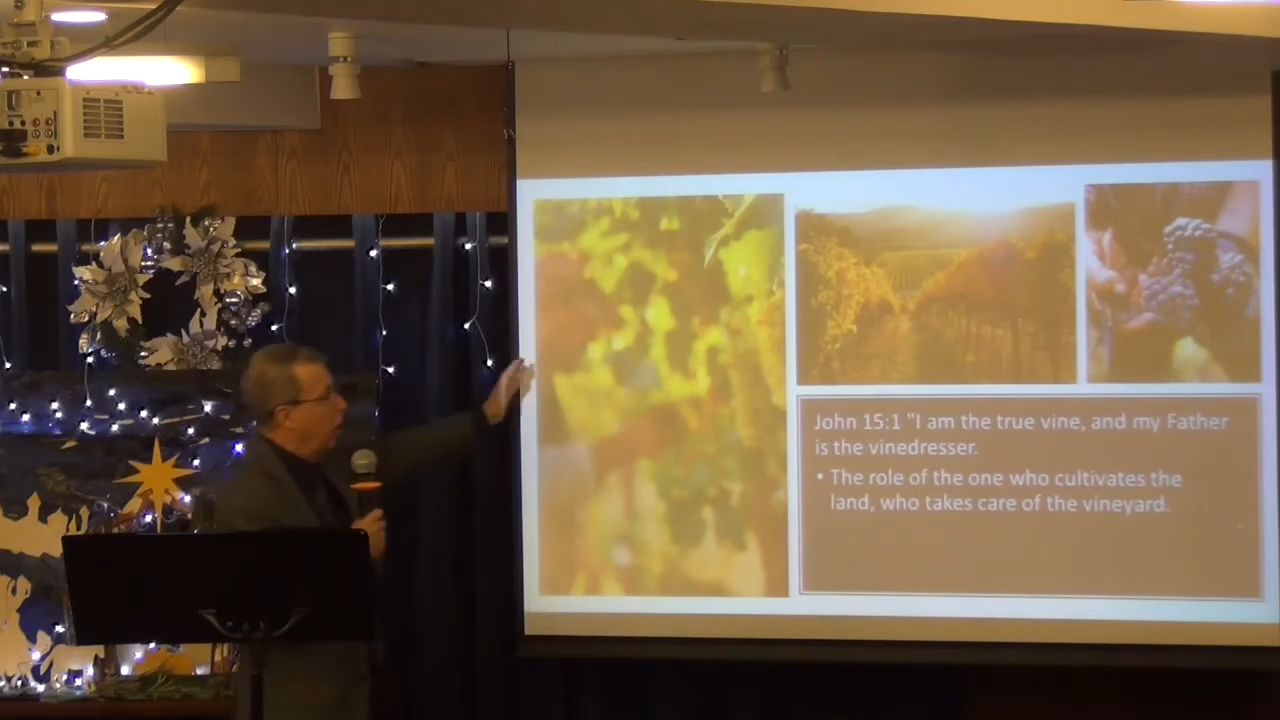 John 15:1 "I am the true vine, and my Father
is the vinedresser.
• The role of the one who cultivates the
land, who takes care of the vineyard.